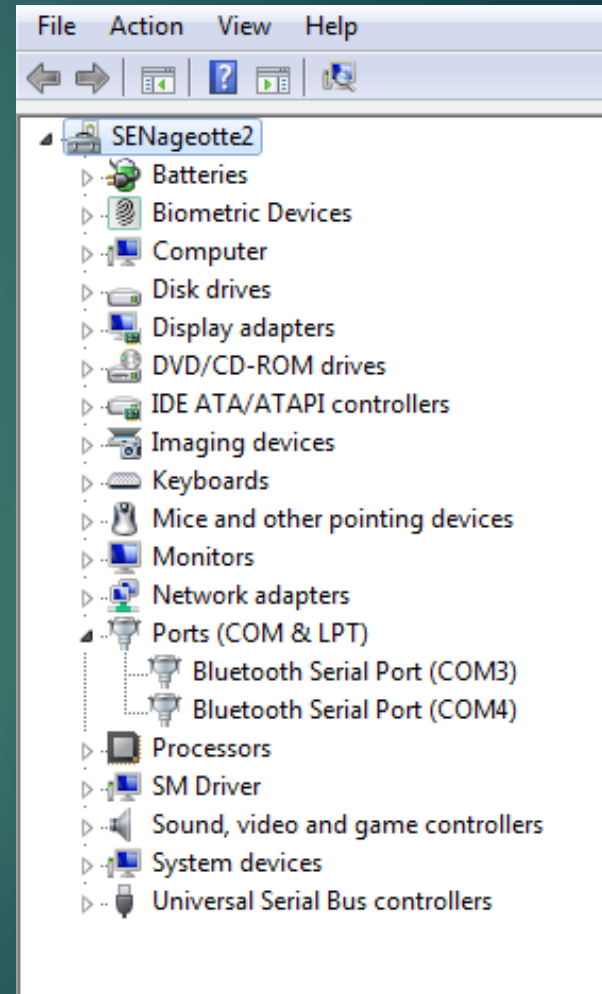 File Action View Help
SENageotte2
Batteries
Biometric Devices
Computer
Disk drives
Display adapters
DVD/CD-ROM drives
IDE ATA/ATAPI controllers
Imaging devices
Keyboards
Mice and other pointing devices
Monitors
Network adapters
Ports (COM & LPT)
Bluetooth Serial Port (COM3)
Bluetooth Serial Port (COM4)
Processors
SM Driver
Sound, video and game controllers
System devices
Universal Serial Bus controllers